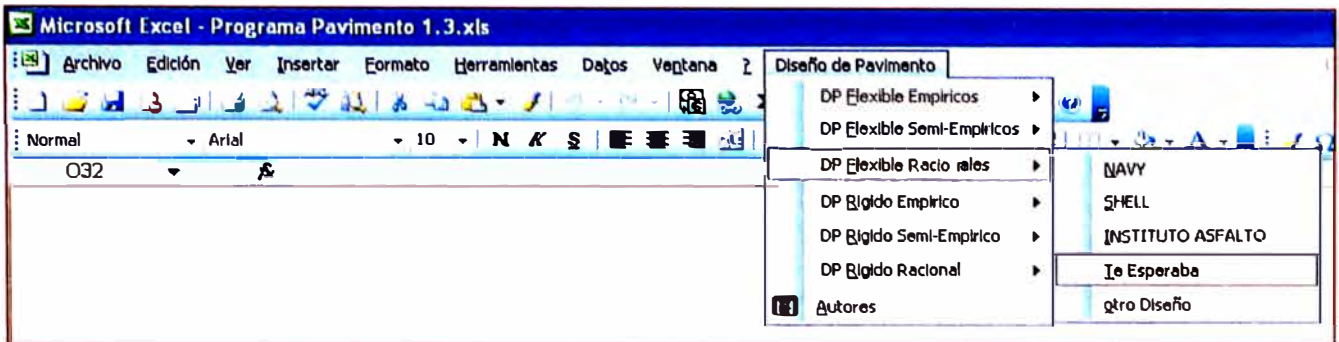 Microsoft Excel - Programa Pavimento 1.3.xls
Archivo Edición Ver Insertar Formato Herramientas Datos Ventana ? Diseño de Pavimento
DP Flexible Empiricos
Normal Arial 10 N K S DP Flexible Semi-Empiricos
O32 fx DP Flexible Racio ales NAVY
DP Rigido Empirico SHELL
DP Rigido Semi-Empirico INSTITUTO ASFALTO
DP Rigido Racional Te Esperaba
Autores otro Diseño